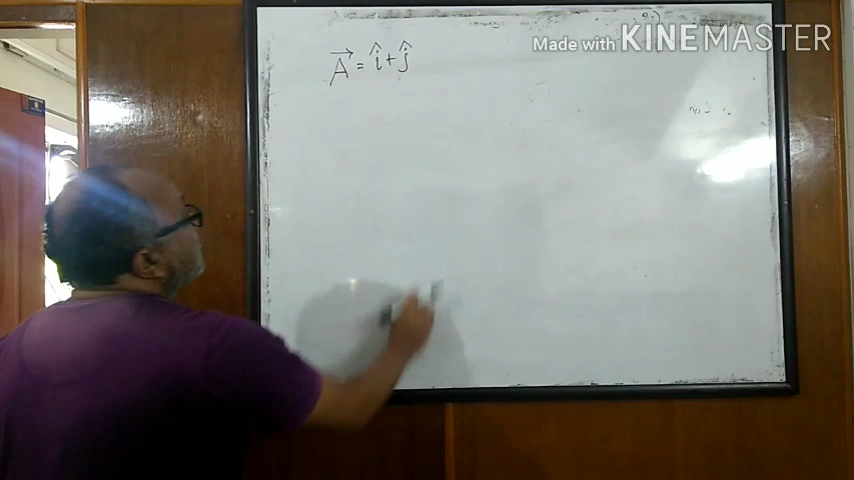 Made with KINEMASTER
A⃗ = î + ĵ